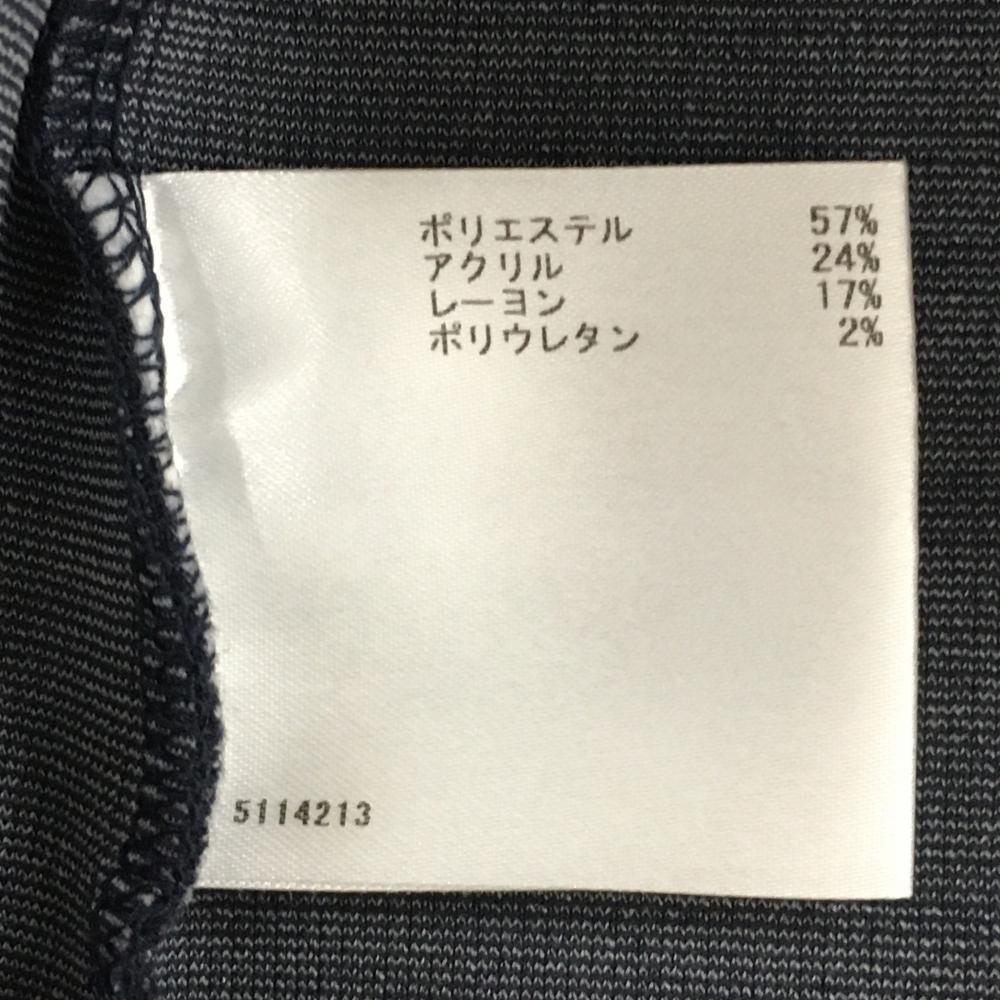 ポリエステル 57%
アクリル 24%
レーヨン 17%
ポリウレタン 2%
5114213